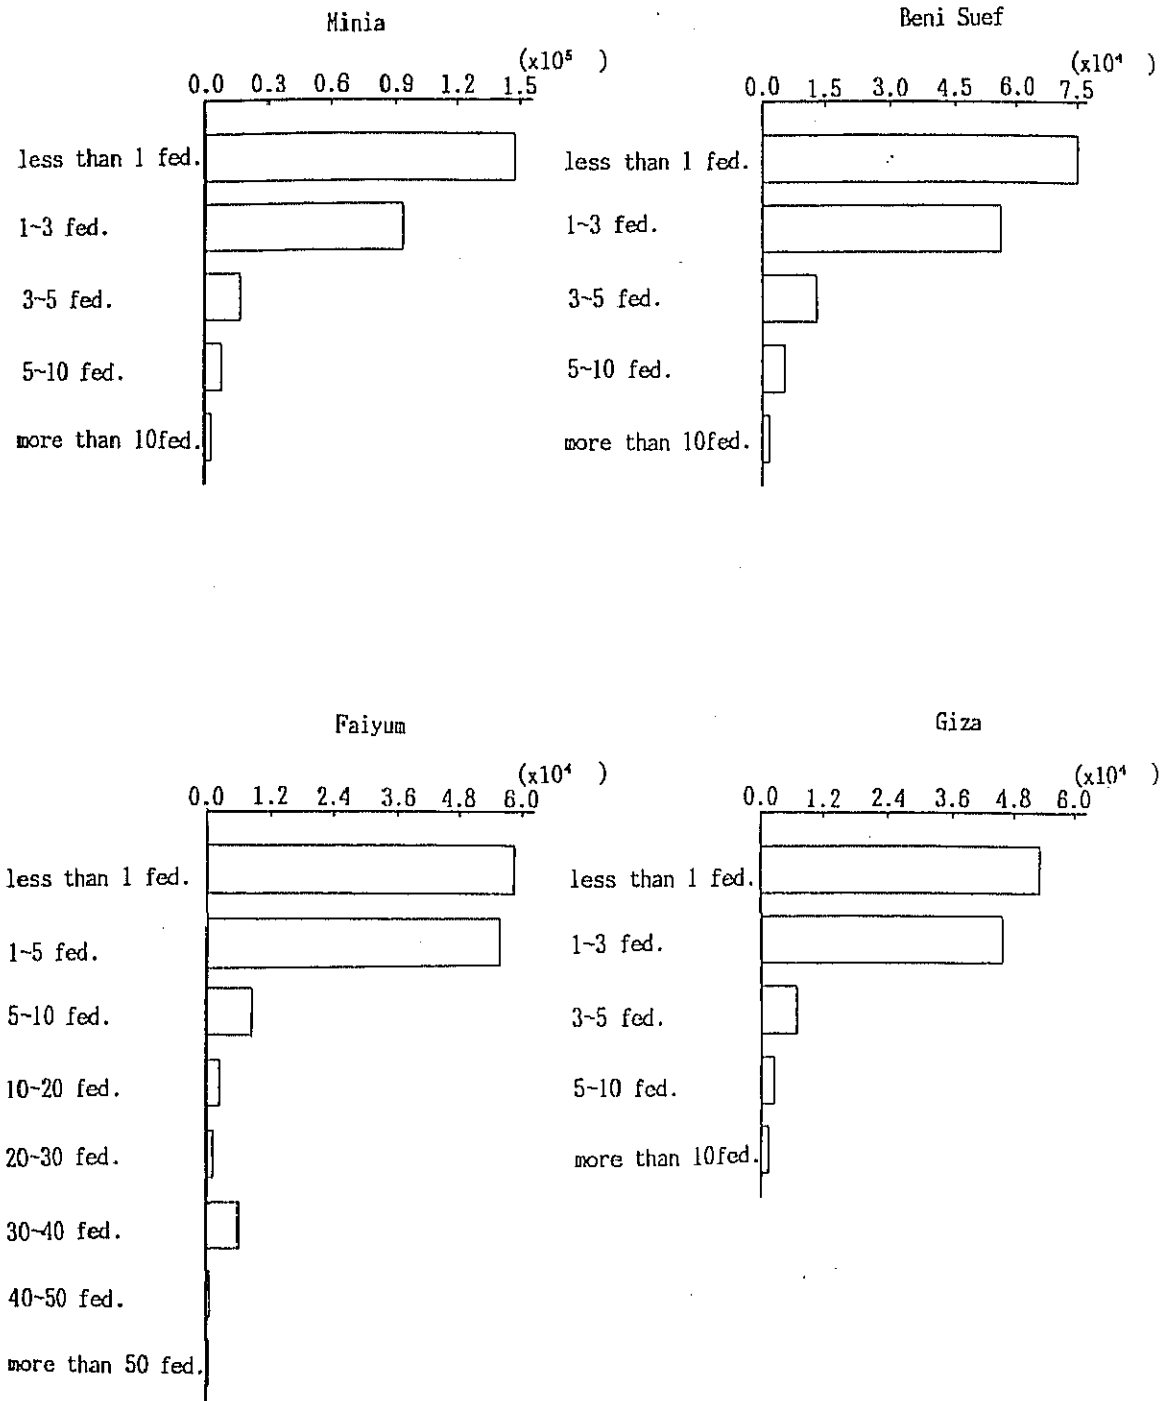 Minia
(x10⁵ )
0.0 0.3 0.6 0.9 1.2 1.5
less than 1 fed.
1~3 fed.
3~5 fed.
5~10 fed.
more than 10fed.
Beni Suef
(x10⁴ )
0.0 1.5 3.0 4.5 6.0 7.5
less than 1 fed.
1~3 fed.
3~5 fed.
5~10 fed.
more than 10fed.
Faiyum
(x10⁴ )
0.0 1.2 2.4 3.6 4.8 6.0
less than 1 fed.
1~5 fed.
5~10 fed.
10~20 fed.
20~30 fed.
30~40 fed.
40~50 fed.
more than 50 fed.
Giza
(x10⁴ )
0.0 1.2 2.4 3.6 4.8 6.0
less than 1 fed.
1~3 fed.
3~5 fed.
5~10 fed.
more than 10fed.